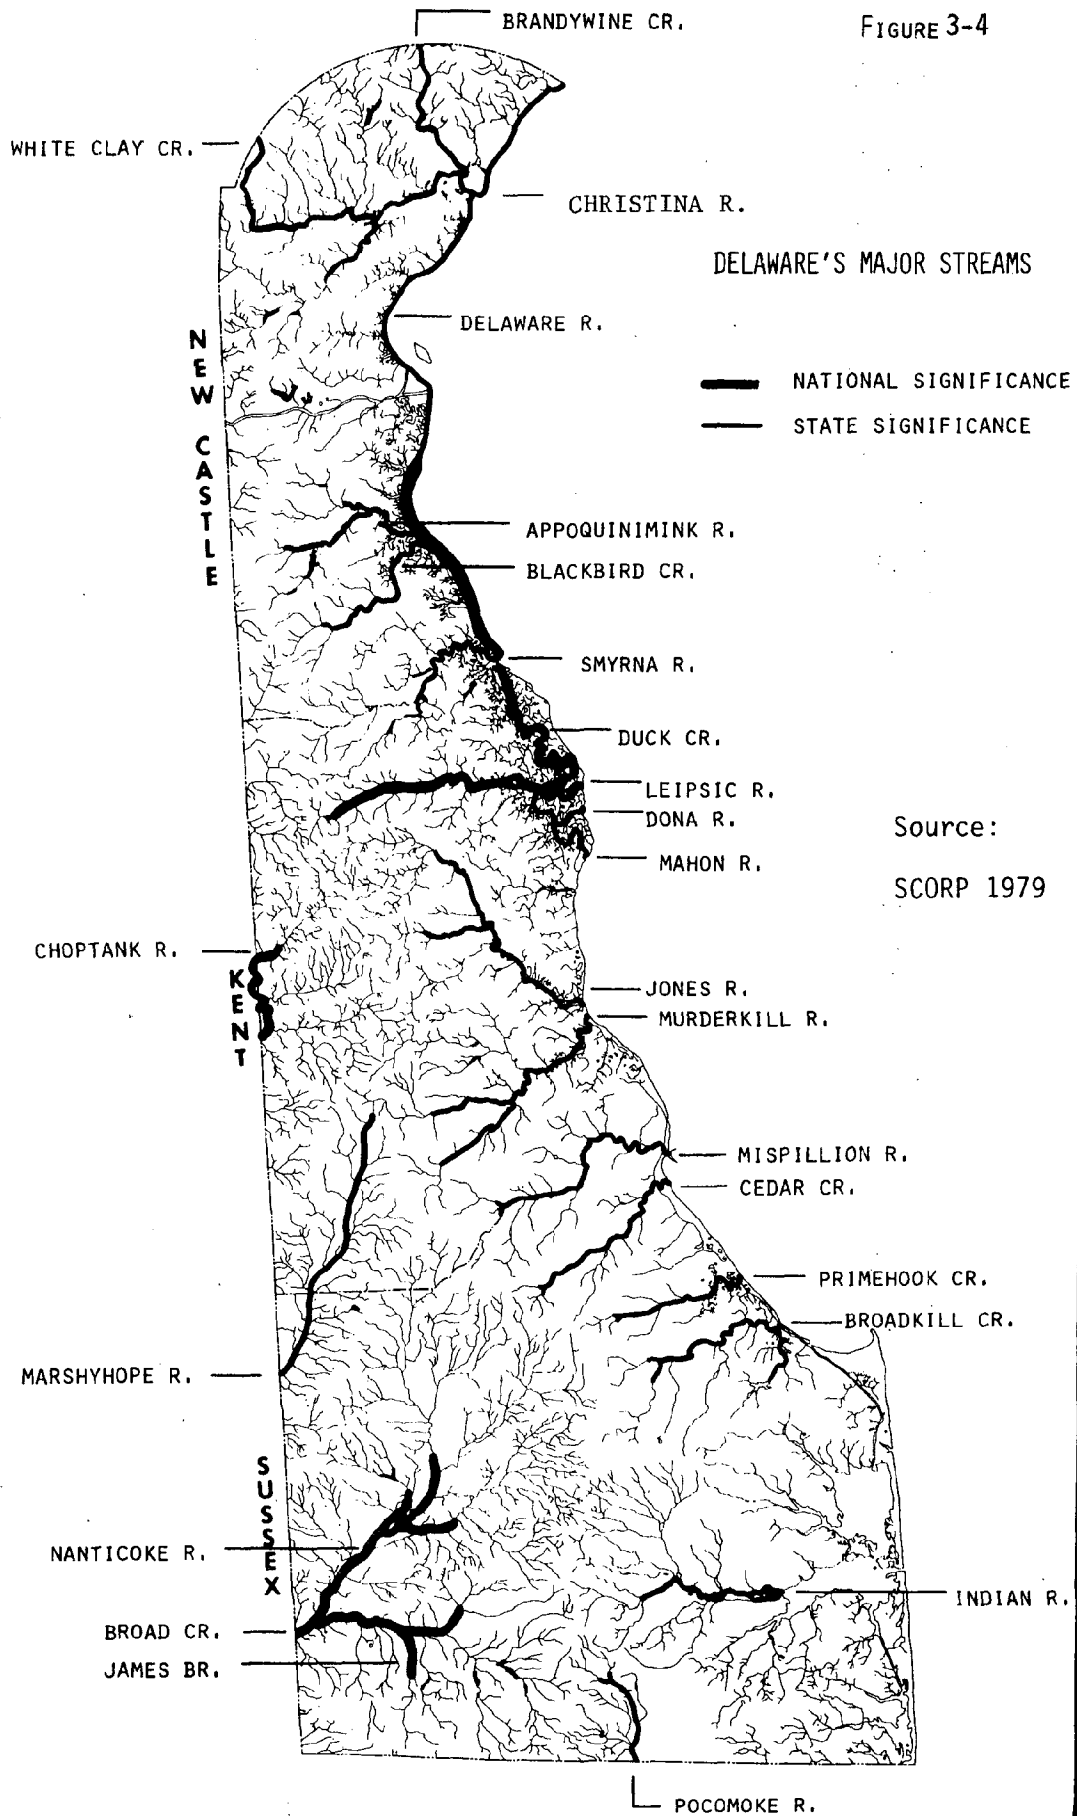 BRANDYWINE CR.
FIGURE 3-4
WHITE CLAY CR.
CHRISTINA R.
DELAWARE'S MAJOR STREAMS
DELAWARE R.
NATIONAL SIGNIFICANCE
STATE SIGNIFICANCE
NEW CASTLE
APPOQUINIMINK R.
BLACKBIRD CR.
SMYRNA R.
DUCK CR.
LEIPSIC R.
DONA R.
Source:
MAHON R.
SCORP 1979
CHOPTANK R.
KENT
JONES R.
MURDERKILL R.
MISPILLION R.
CEDAR CR.
PRIMEHOOK CR.
BROADKILL CR.
MARSHYHOPE R.
SUSSEX
NANTICOKE R.
INDIAN R.
BROAD CR.
JAMES BR.
POCOMOKE R.